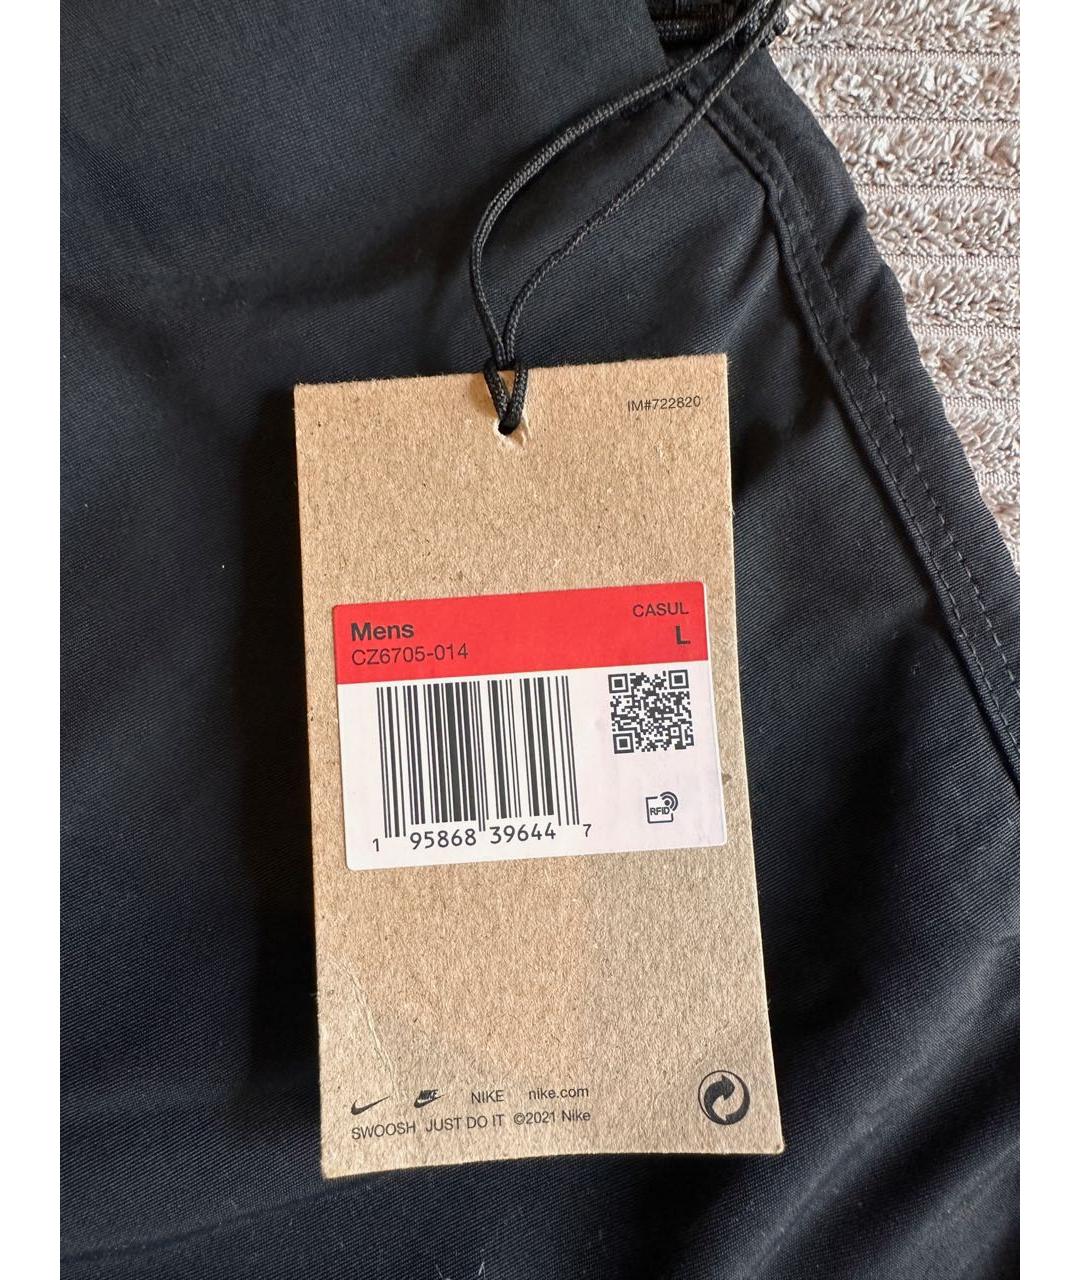 IM#722820
Mens CASUL
CZ6705-014 L
1 95868 39644 7
RFID
NIKE nike.com
SWOOSH JUST DO IT ©2021 Nike